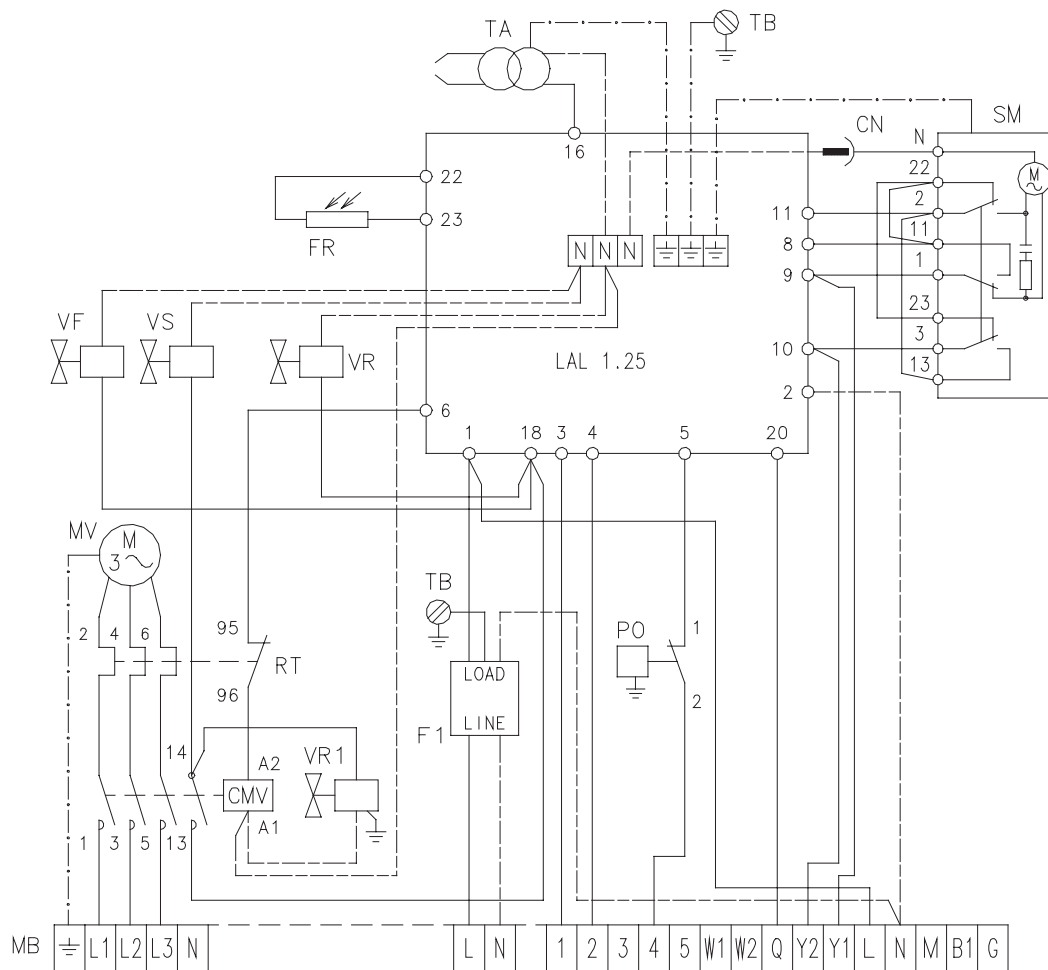 TA
TB
SM
CN
N
16
22
22
2
23
11
11
FR
N N N
8
1
9
VF
VS
23
VR
LAL 1.25
3
10
13
2
6
1
18
3
4
5
20
MV
M
3
TB
2
4
6
95
PO
1
RT
LOAD
96
2
LINE
F1
14
VR1
A2
CMV
A1
1
3
5
13
MB
L1 L2 L3 N
L N
1 2 3 4 5 W1 W2 Q Y2 Y1 L N M B1 G
M